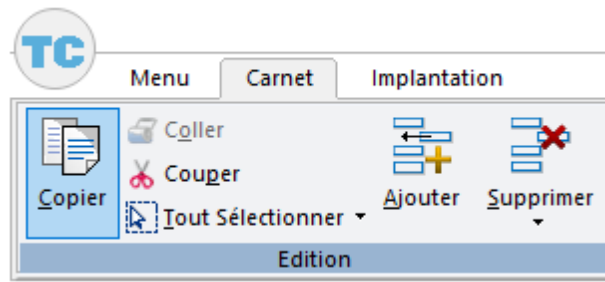 TC
Menu Carnet Implantation
Coller
Couper
Copier Ajouter Supprimer
Tout Sélectionner
Edition